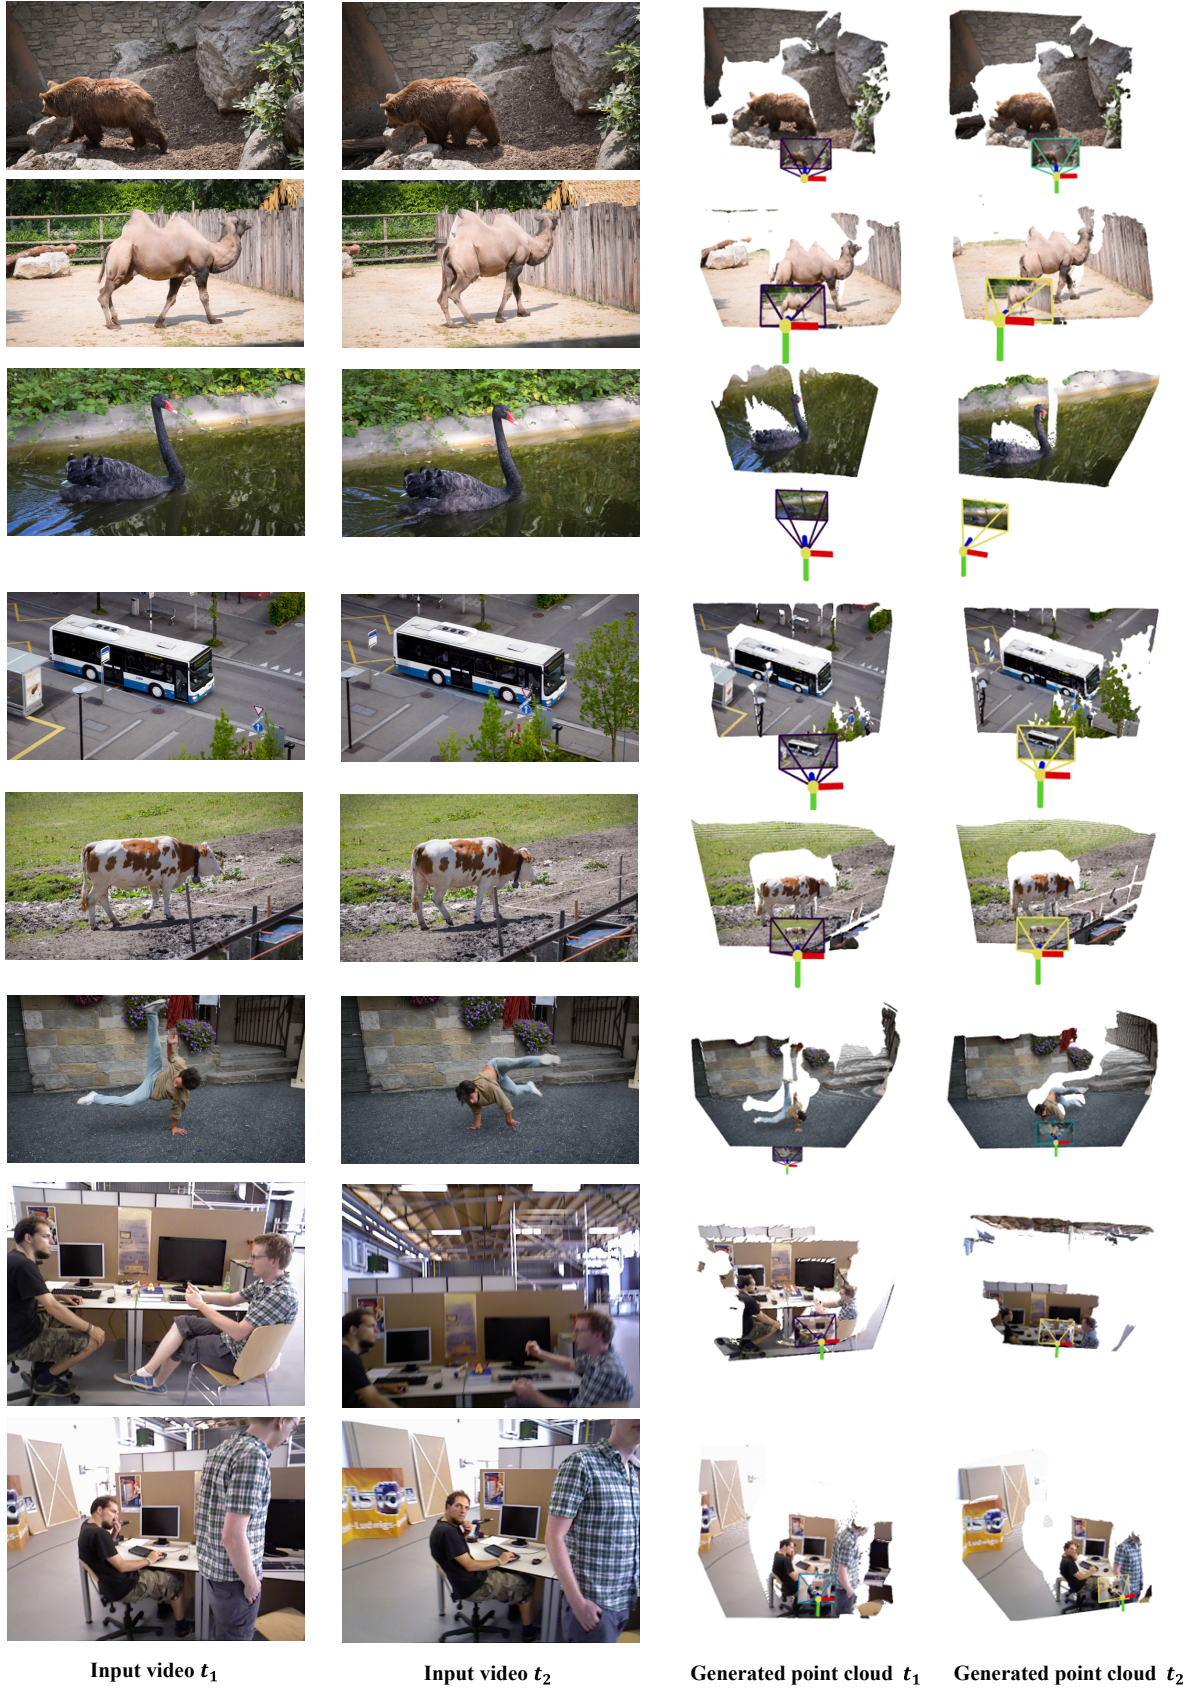 Input video t₁
Input video t₂
Generated point cloud t₁
Generated point cloud t₂